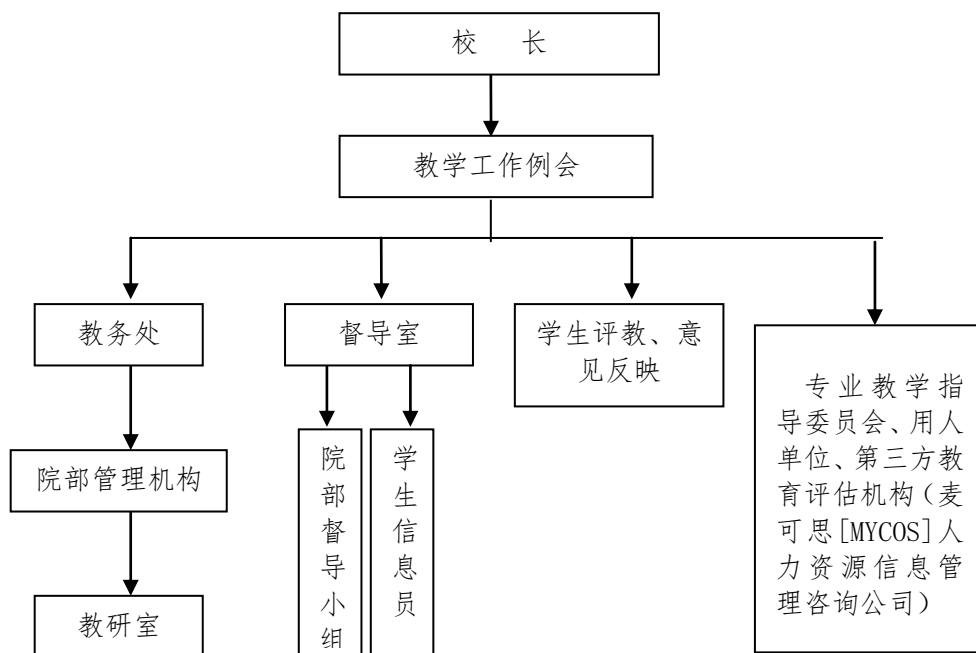 校 长
教学工作例会
教务处
督导室
学生评教、意
见反映
专业教学指
导委员会、用人
单位、第三方教
育评估机构（麦
可思[MYCOS]人
力资源信息管
理咨询公司）
院部管理机构
院部督导小组
学生信息员
教研室